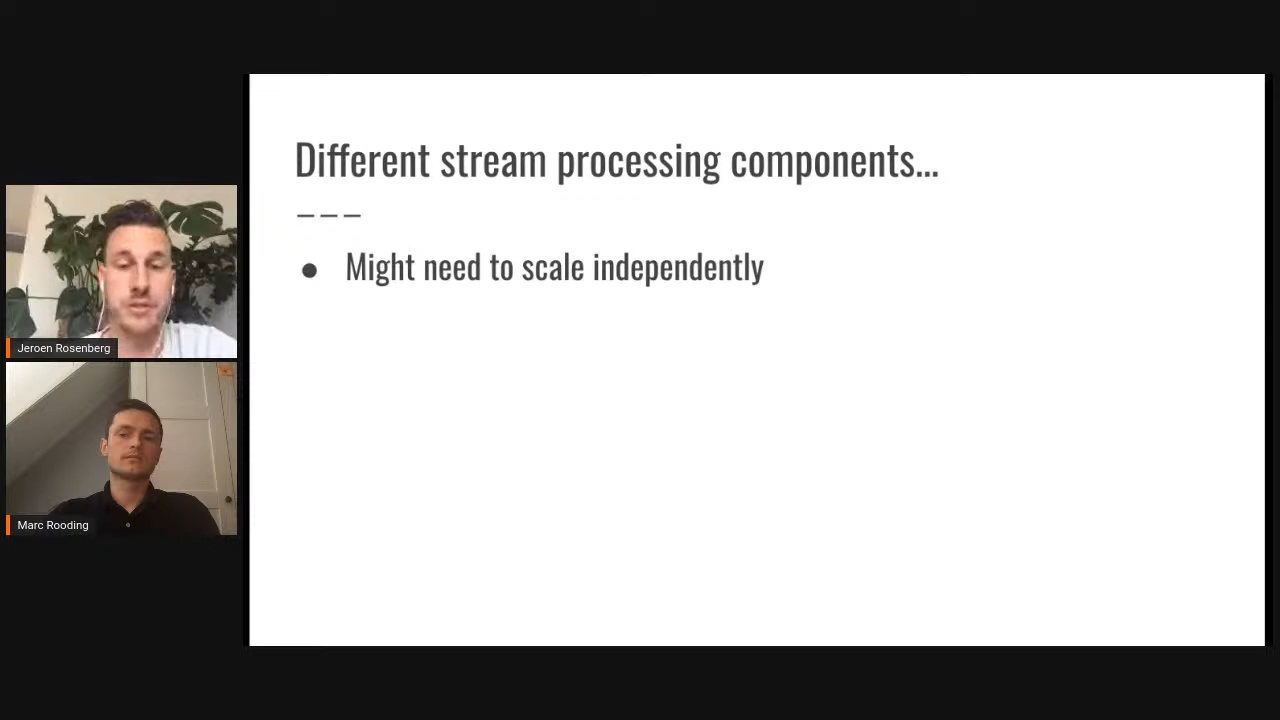 Different stream processing components...
– – –
● Might need to scale independently
Jeroen Rosenberg
Marc Rooding